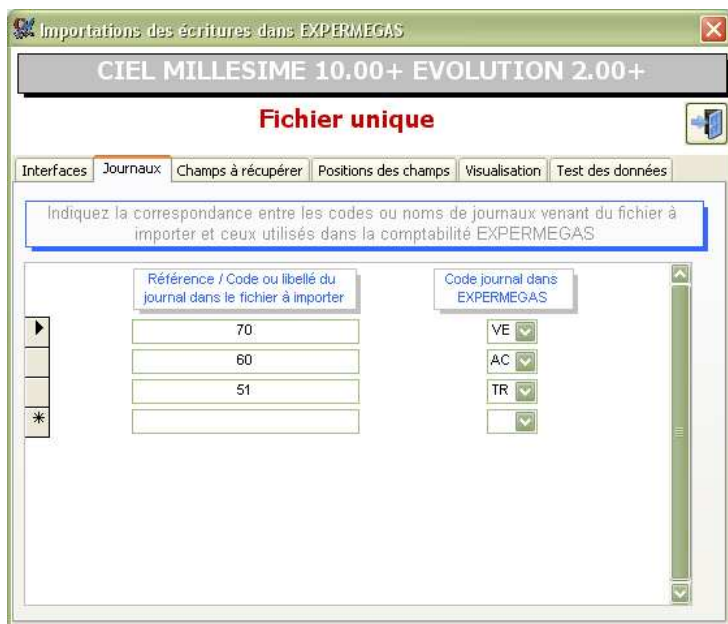 Importations des écritures dans EXPERMEGAS
CIEL MILLESIME 10.00+ EVOLUTION 2.00+
Fichier unique
Interfaces Journaux Champs à récupérer Positions des champs Visualisation Test des données
Indiquez la correspondance entre les codes ou noms de journaux venant du fichier à
importer et ceux utilisés dans la comptabilité EXPERMEGAS
Référence / Code ou libellé du
journal dans le fichier à importer
Code journal dans
EXPERMEGAS
70 VE
60 AC
51 TR